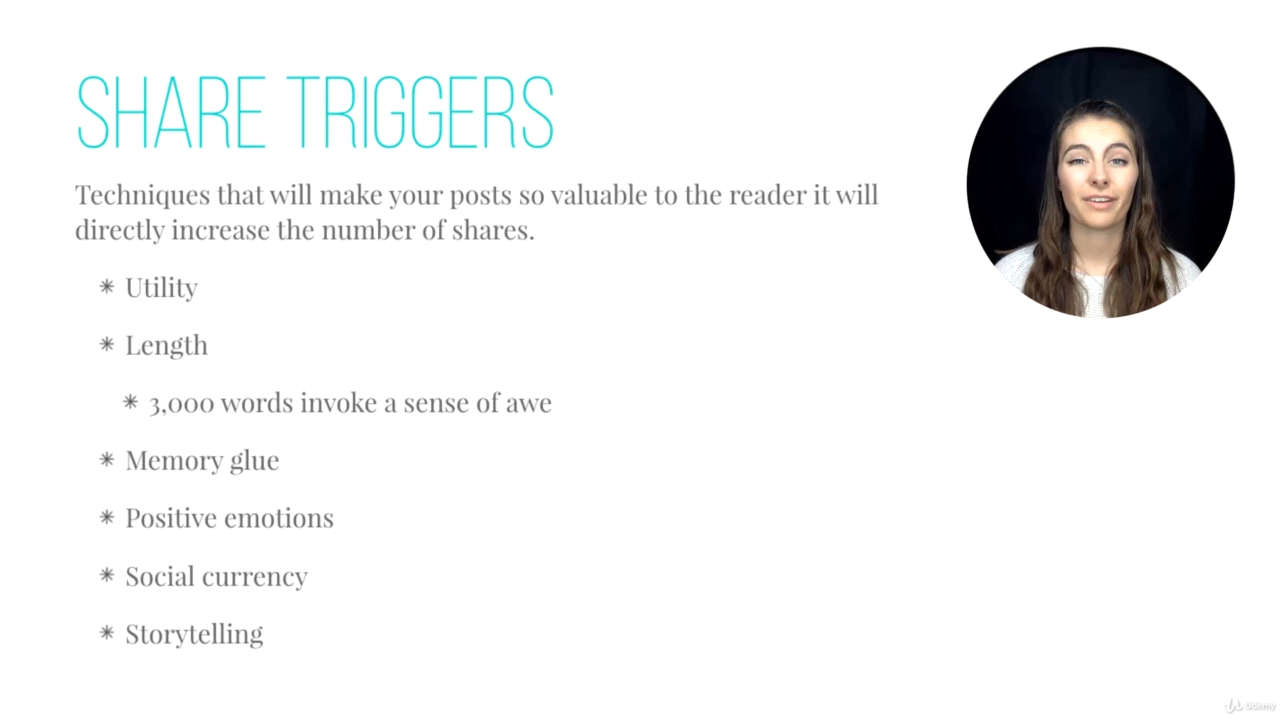 SHARE TRIGGERS
Techniques that will make your posts so valuable to the reader it will
directly increase the number of shares.
* Utility
* Length
* 3,000 words invoke a sense of awe
* Memory glue
* Positive emotions
* Social currency
* Storytelling
Udemy